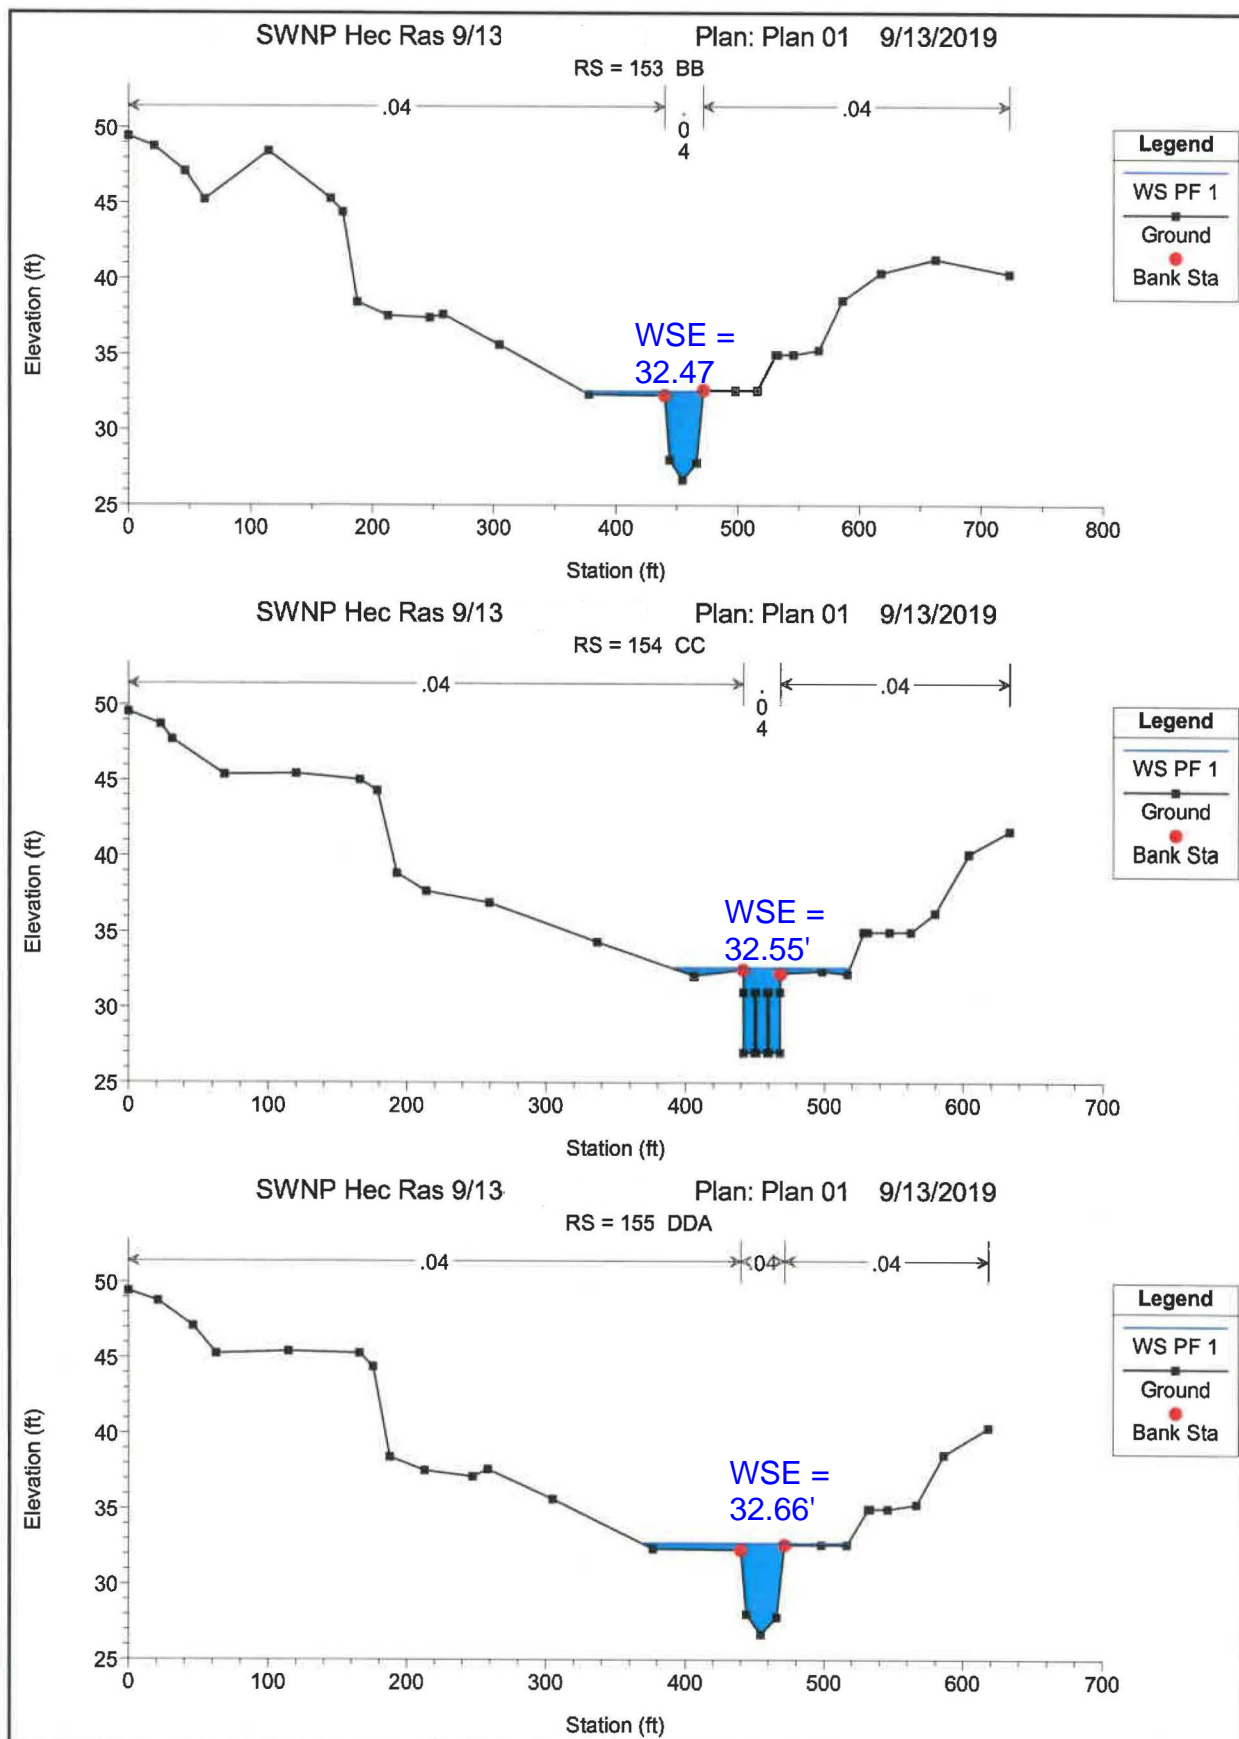 SWNP Hec Ras 9/13 Plan: Plan 01 9/13/2019
RS = 153 BB
.04 .04 .04
Elevation (ft)
50
45
40
35
30
25
WSE =
32.47
0 100 200 300 400 500 600 700 800
Station (ft)
Legend
WS PF 1
Ground
Bank Sta
SWNP Hec Ras 9/13 Plan: Plan 01 9/13/2019
RS = 154 CC
.04 .04 .04
Elevation (ft)
50
45
40
35
30
25
WSE =
32.55'
0 100 200 300 400 500 600 700
Station (ft)
Legend
WS PF 1
Ground
Bank Sta
SWNP Hec Ras 9/13 Plan: Plan 01 9/13/2019
RS = 155 DDA
.04 .04 .04
Elevation (ft)
50
45
40
35
30
25
WSE =
32.66'
0 100 200 300 400 500 600 700
Station (ft)
Legend
WS PF 1
Ground
Bank Sta